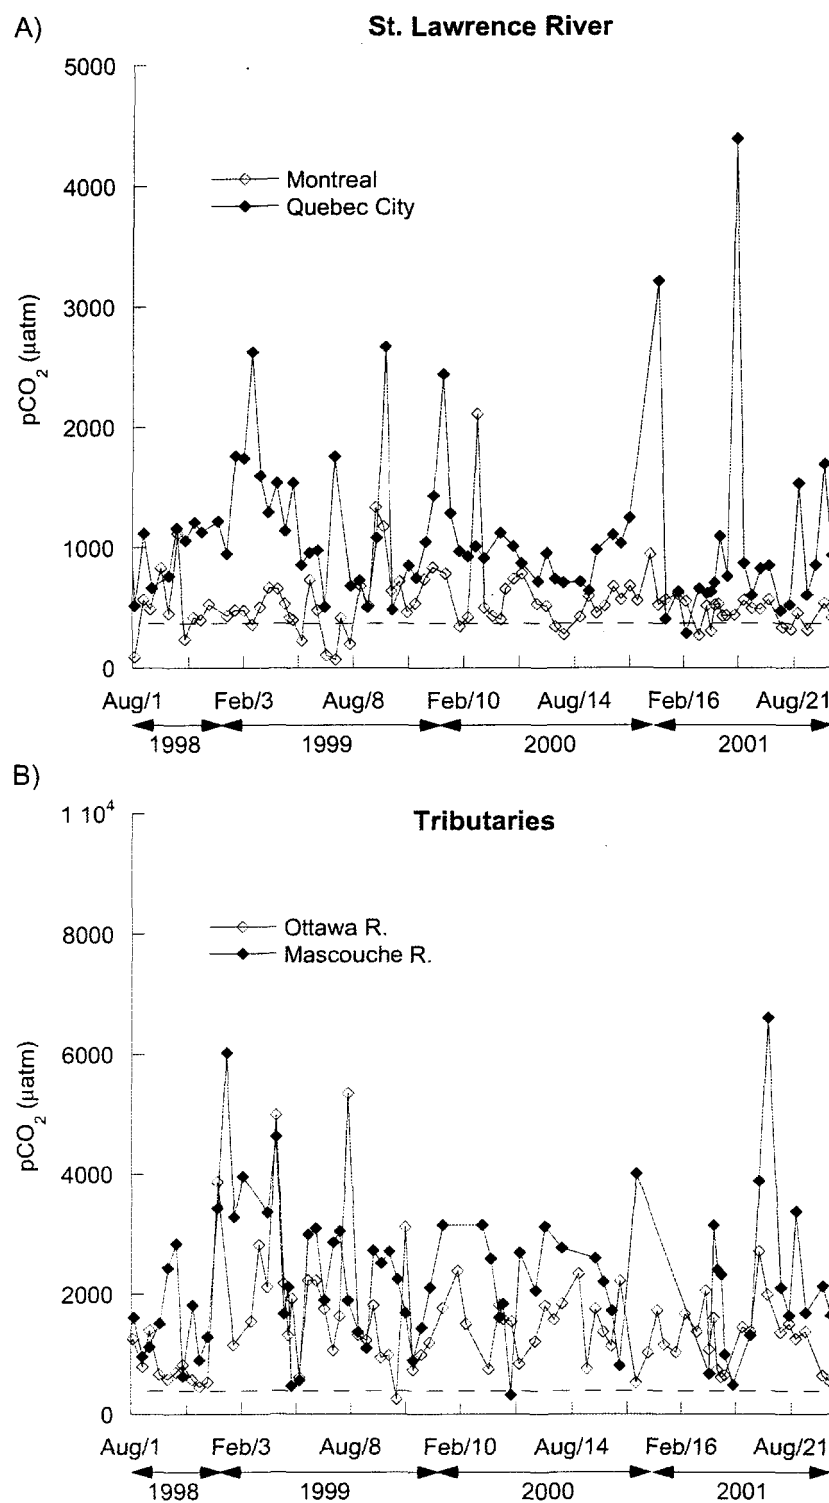 A)
St. Lawrence River
5000
4000
3000
2000
1000
0
pCO₂ (µatm)
Montreal
Quebec City
Aug/1 Feb/3 Aug/8 Feb/10 Aug/14 Feb/16 Aug/21
1998 1999 2000 2001
B)
Tributaries
1 10⁴
8000
6000
4000
2000
0
pCO₂ (µatm)
Ottawa R.
Mascouche R.
Aug/1 Feb/3 Aug/8 Feb/10 Aug/14 Feb/16 Aug/21
1998 1999 2000 2001